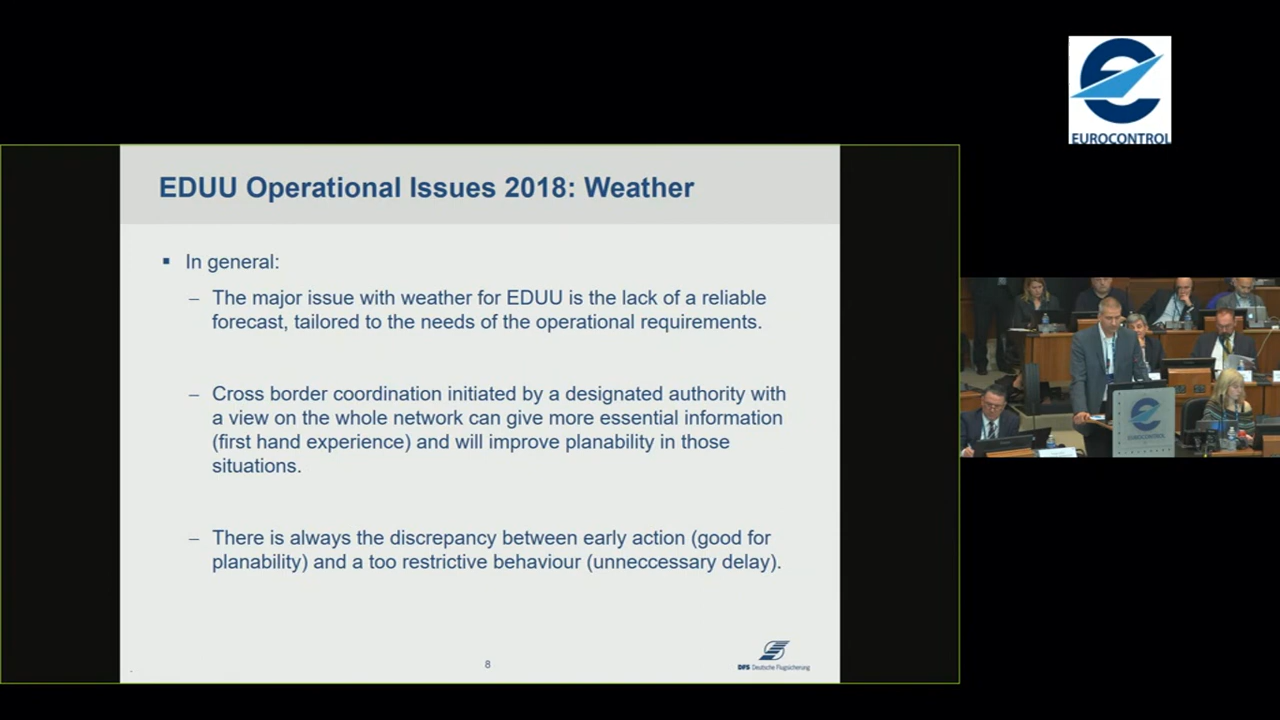 EUROCONTROL
EDUU Operational Issues 2018: Weather
▪ In general:
– The major issue with weather for EDUU is the lack of a reliable
forecast, tailored to the needs of the operational requirements.
– Cross border coordination initiated by a designated authority with
a view on the whole network can give more essential information
(first hand experience) and will improve planability in those
situations.
– There is always the discrepancy between early action (good for
planability) and a too restrictive behaviour (unneccessary delay).
8
DFS Deutsche Flugsicherung
EUROCONTROL